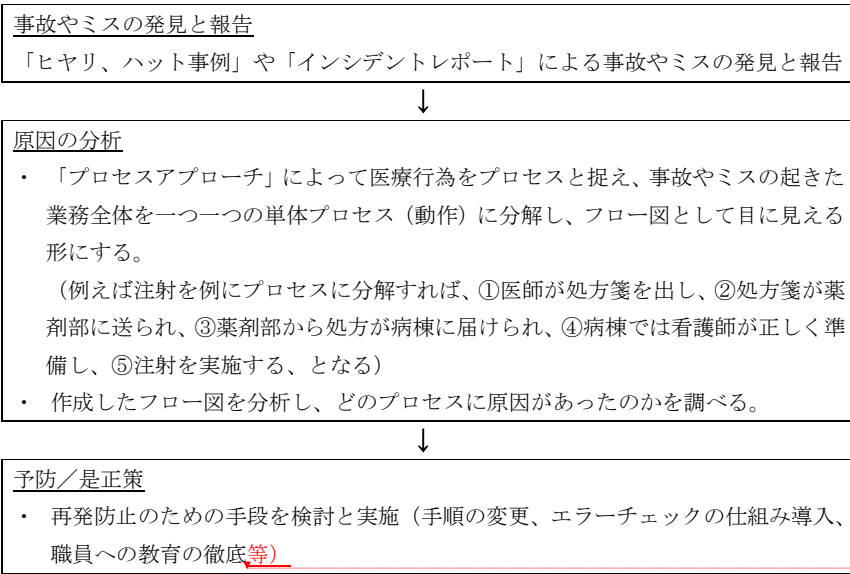 事故やミスの発見と報告
「ヒヤリ、ハット事例」や「インシデントレポート」による事故やミスの発見と報告
↓
原因の分析
・ 「プロセスアプローチ」によって医療行為をプロセスと捉え、事故やミスの起きた
業務全体を一つ一つの単体プロセス（動作）に分解し、フロー図として目に見える
形にする。
（例えば注射を例にプロセスに分解すれば、①医師が処方箋を出し、②処方箋が薬
剤部に送られ、③薬剤部から処方が病棟に届けられ、④病棟では看護師が正しく準
備し、⑤注射を実施する、となる）
・ 作成したフロー図を分析し、どのプロセスに原因があったのかを調べる。
↓
予防／是正策
・ 再発防止のための手段を検討と実施（手順の変更、エラーチェックの仕組み導入、
職員への教育の徹底等）